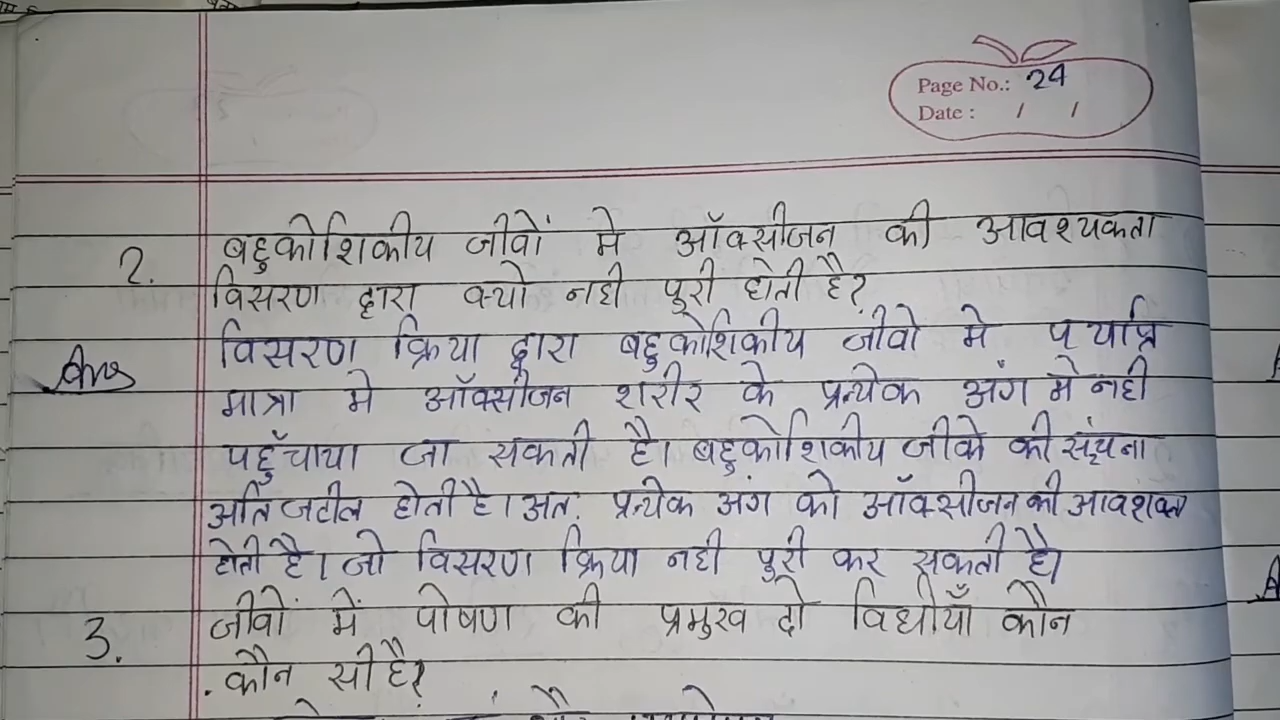 Page No.: 24
Date : / /
2. बहुकोशिकीय जीवों मे ऑक्सीजन की आवश्यकता
विसरण द्वारा क्यो नही पुरी होती है?
Ans विसरण क्रिया द्वारा बहुकोशिकीय जीवो मे पर्याप्त
मात्रा मे ऑक्सीजन शरीर के प्रत्येक अंग मे नही
पहुँचाया जा सकती है। बहुकोशिकीय जीवो की संरचना
अति जटील होती है। अत. प्रत्येक अंग को ऑक्सीजन की आवशक्ता
होती है। जो विसरण क्रिया नही पुरी कर सकती है।
3. जीवों में पोषण की प्रमुख दो विधीयाँ कौन
कौन सी है?